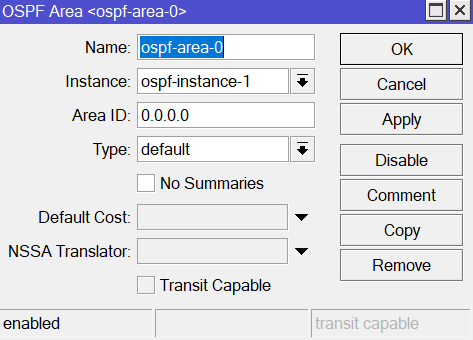 OSPF Area <ospf-area-0>
Name: ospf-area-0
OK
Instance: ospf-instance-1
Cancel
Area ID: 0.0.0.0
Apply
Type: default
Disable
No Summaries
Comment
Default Cost:
Copy
NSSA Translator:
Remove
Transit Capable
enabled
transit capable